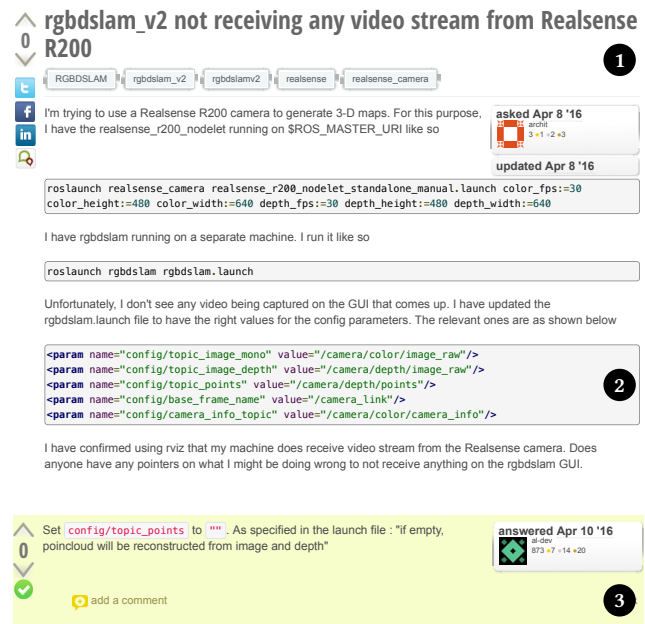 rgbdslam_v2 not receiving any video stream from Realsense
R200
0
1
RGBDSLAM rgbdslam_v2 rgbdslamv2 realsense realsense_camera
I'm trying to use a Realsense R200 camera to generate 3-D maps. For this purpose,
I have the realsense_r200_nodelet running on $ROS_MASTER_URI like so
asked Apr 8 '16
archit
3 ●1 ●2 ●3
updated Apr 8 '16
roslaunch realsense_camera realsense_r200_nodelet_standalone_manual.launch color_fps:=30
color_height:=480 color_width:=640 depth_fps:=30 depth_height:=480 depth_width:=640
I have rgbdslam running on a separate machine. I run it like so
roslaunch rgbdslam rgbdslam.launch
Unfortunately, I don't see any video being captured on the GUI that comes up. I have updated the
rgbdslam.launch file to have the right values for the config parameters. The relevant ones are as shown below
<param name="config/topic_image_mono" value="/camera/color/image_raw"/>
<param name="config/topic_image_depth" value="/camera/depth/image_raw"/>
<param name="config/topic_points" value="/camera/depth/points"/>
<param name="config/base_frame_name" value="/camera_link"/>
<param name="config/camera_info_topic" value="/camera/color/camera_info"/>
2
I have confirmed using rviz that my machine does receive video stream from the Realsense camera. Does
anyone have any pointers on what I might be doing wrong to not receive anything on the rgbdslam GUI.
0
Set config/topic_points to "" . As specified in the launch file : "if empty,
poincloud will be reconstructed from image and depth"
answered Apr 10 '16
al-dev
873 ●7 ●14 ●20
add a comment
3